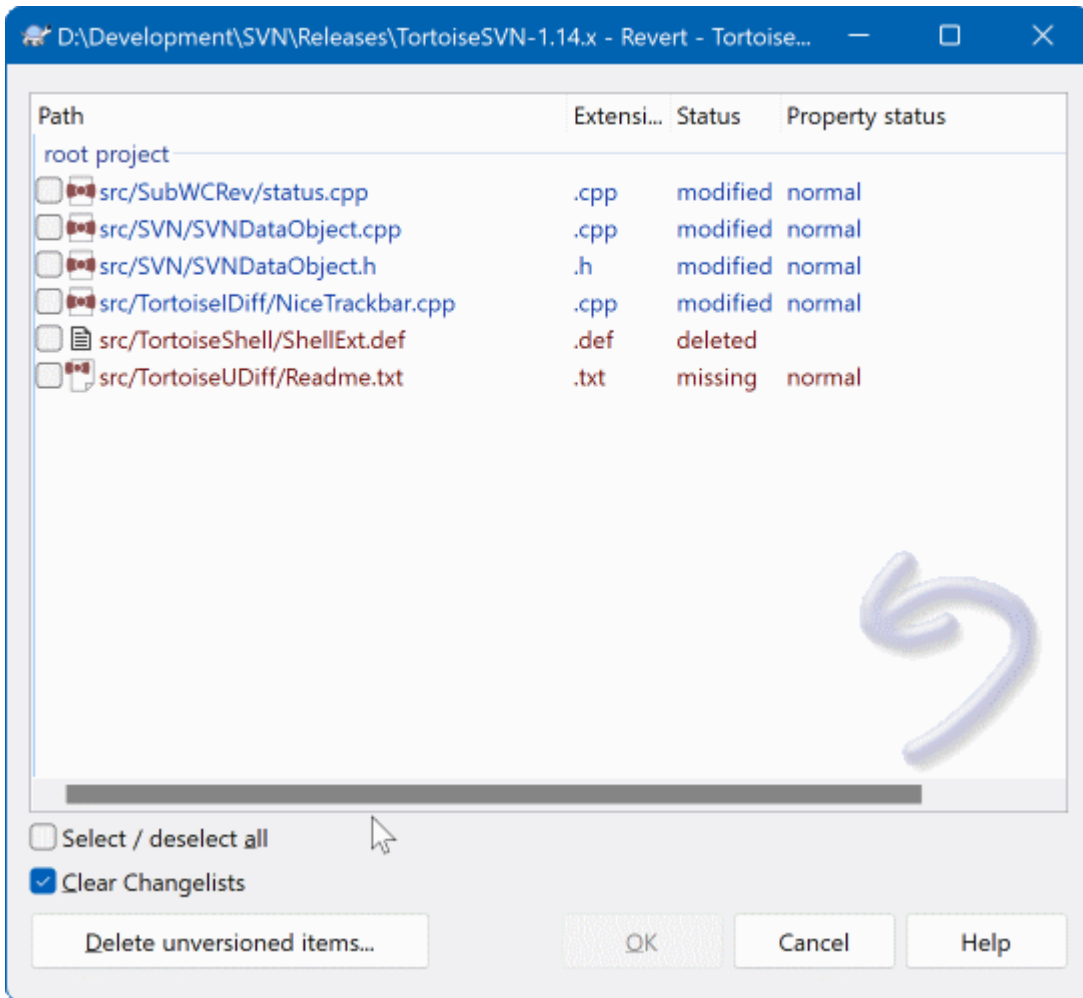 D:\Development\SVN\Releases\TortoiseSVN-1.14.x - Revert - Tortoise...
Path Extensi... Status Property status
root project
src/SubWCRev/status.cpp .cpp modified normal
src/SVN/SVNDataObject.cpp .cpp modified normal
src/SVN/SVNDataObject.h .h modified normal
src/TortoiseIDiff/NiceTrackbar.cpp .cpp modified normal
src/TortoiseShell/ShellExt.def .def deleted
src/TortoiseUDiff/Readme.txt .txt missing normal
Select / deselect all
Clear Changelists
Delete unversioned items... OK Cancel Help